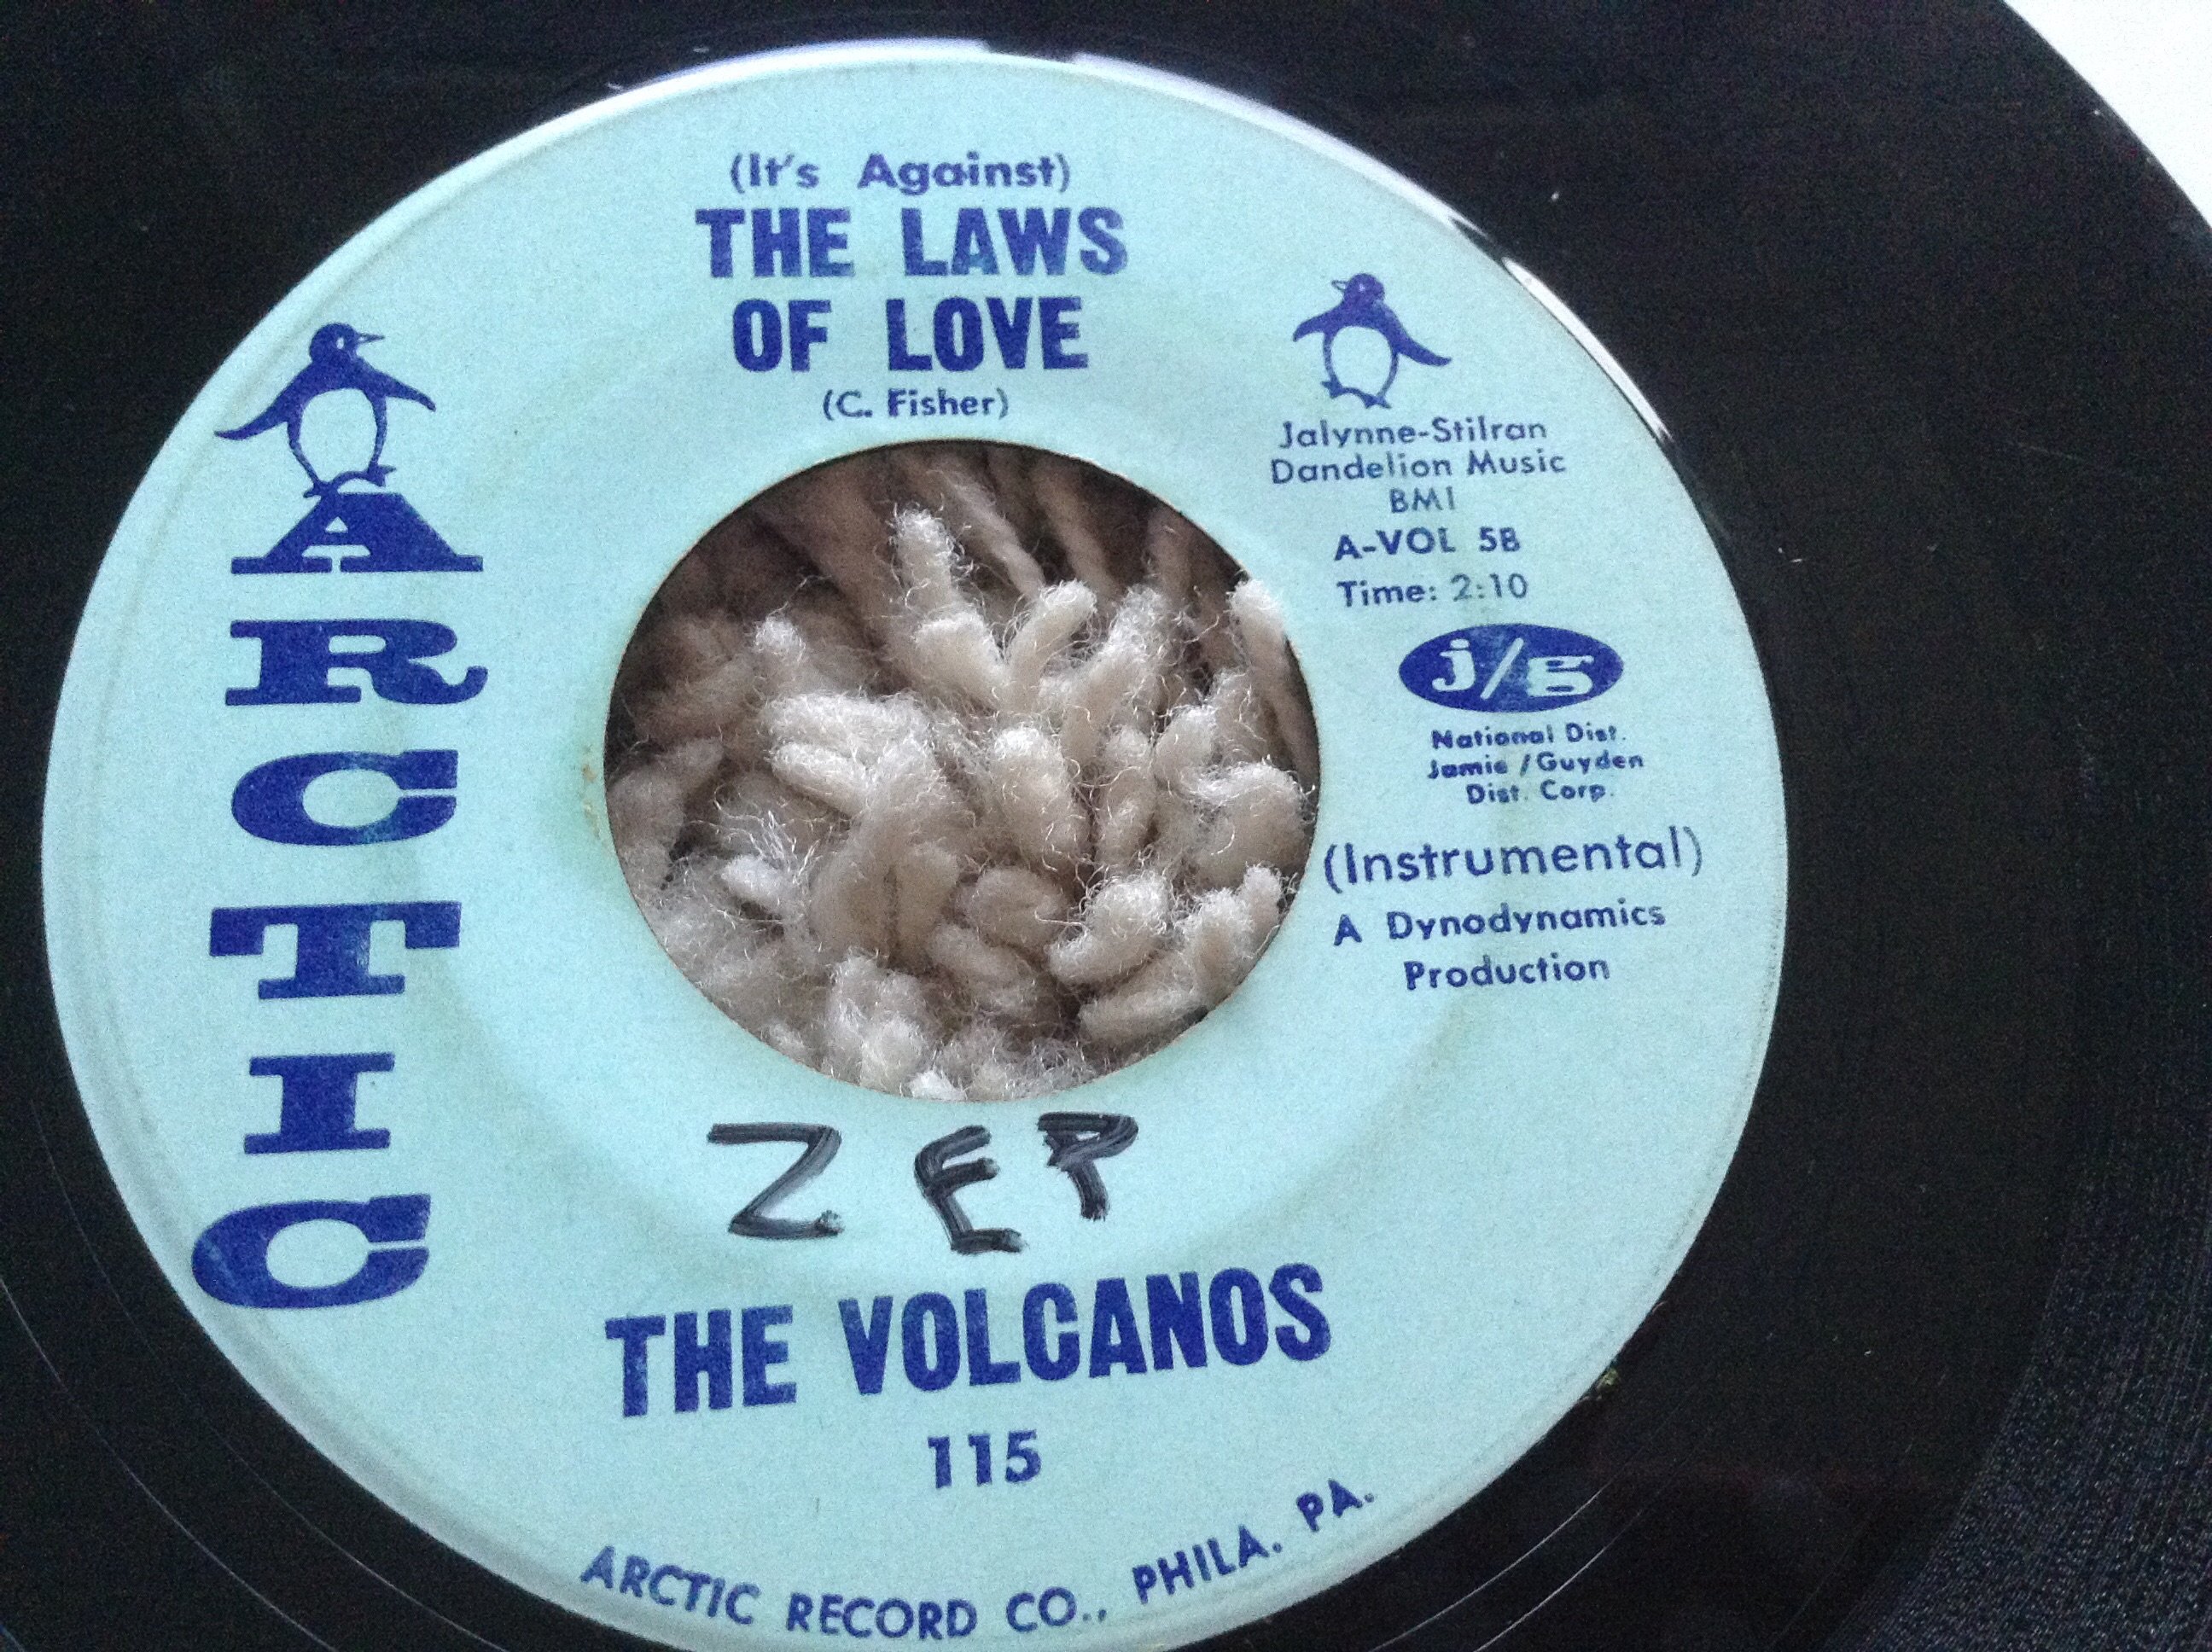 (It's Against)
THE LAWS
OF LOVE
(C. Fisher)
ARCTIC
Jalynne-Stilran
Dandelion Music
BMI
A-VOL 5B
Time: 2:10
j/g
National Dist.
Jamie / Guyden
Dist. Corp.
(Instrumental)
A Dynodynamics
Production
ZEP
THE VOLCANOS
115
ARCTIC RECORD CO., PHILA. PA.